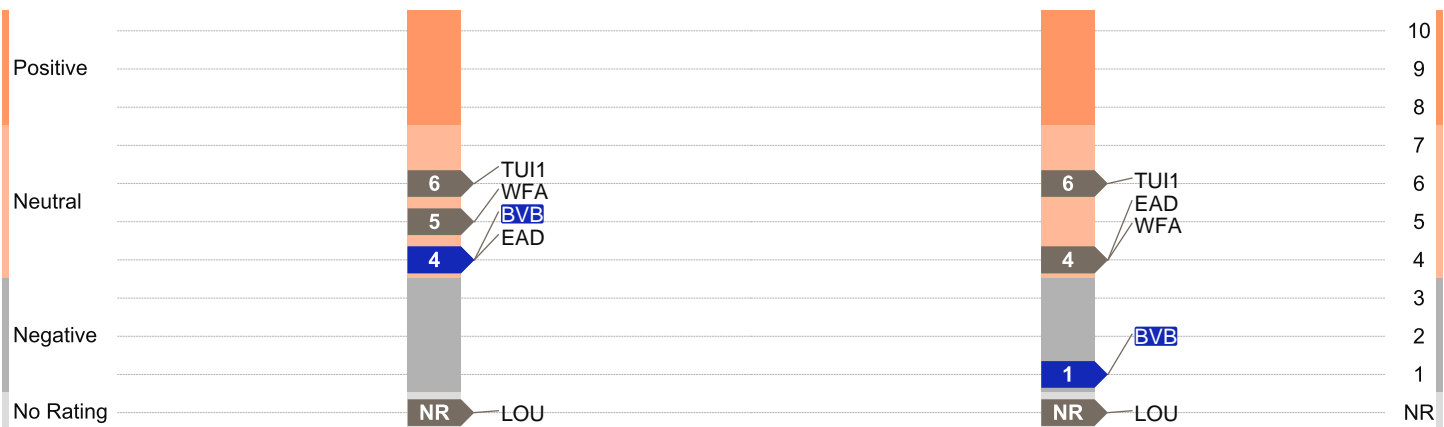 10
Positive
9
8
7
TUI1
6
6
TUI1
6
WFA
Neutral
EAD
5
BVB
WFA
5
EAD
4
4
4
3
Negative
BVB
2
1
1
No Rating
NR
LOU
NR
LOU
NR